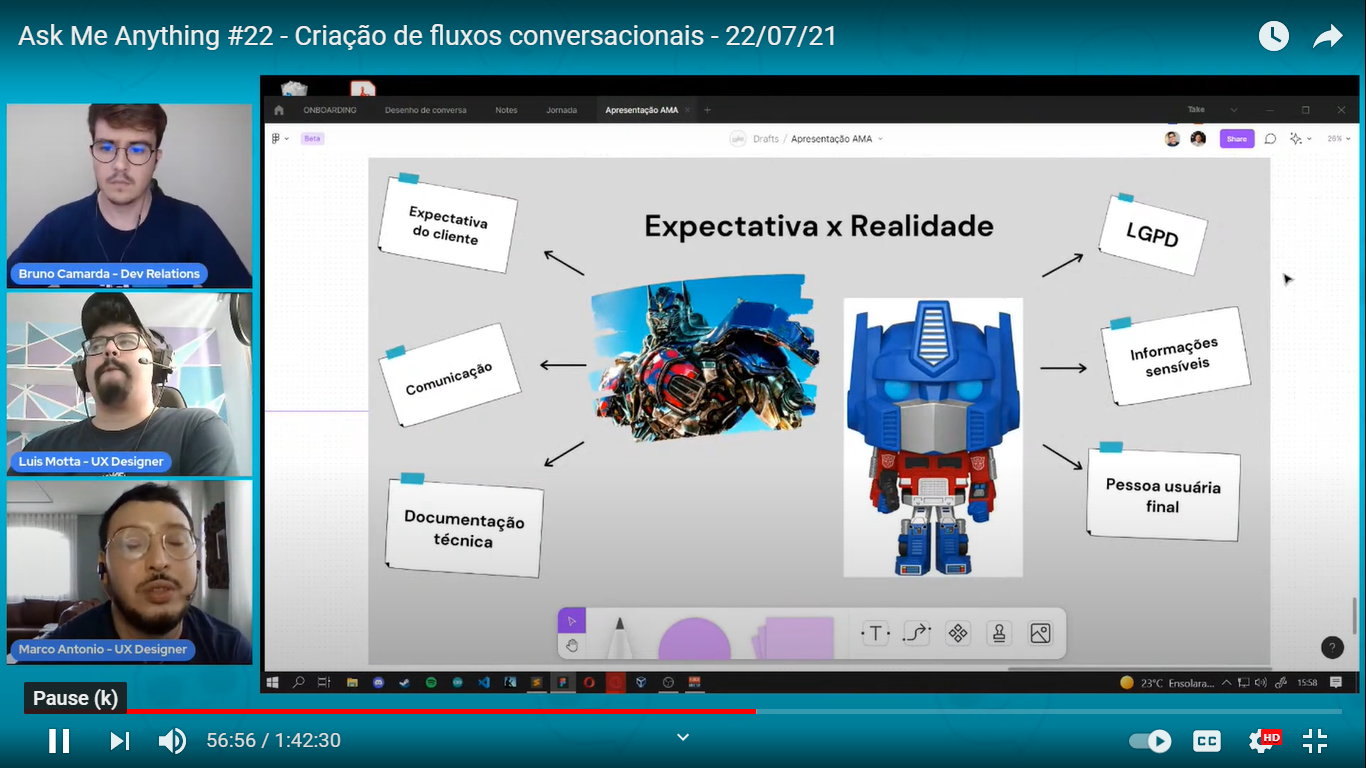 Ask Me Anything #22 - Criação de fluxos conversacionais - 22/07/21
ONBOARDING
Desenho de conversa
Notes
Jornada
Apresentação AMA
Take
Beta
Drafts / Apresentação AMA
Share
26%
Expectativa x Realidade
Expectativa
do cliente
Comunicação
Documentação
técnica
LGPD
Informações
sensíveis
Pessoa usuária
final
Bruno Camarda - Dev Relations
Luis Motta - UX Designer
Marco Antonio - UX Designer
T
?
23°C Ensolara...
15:58
Pause (k)
56:56 / 1:42:30
CC
HD